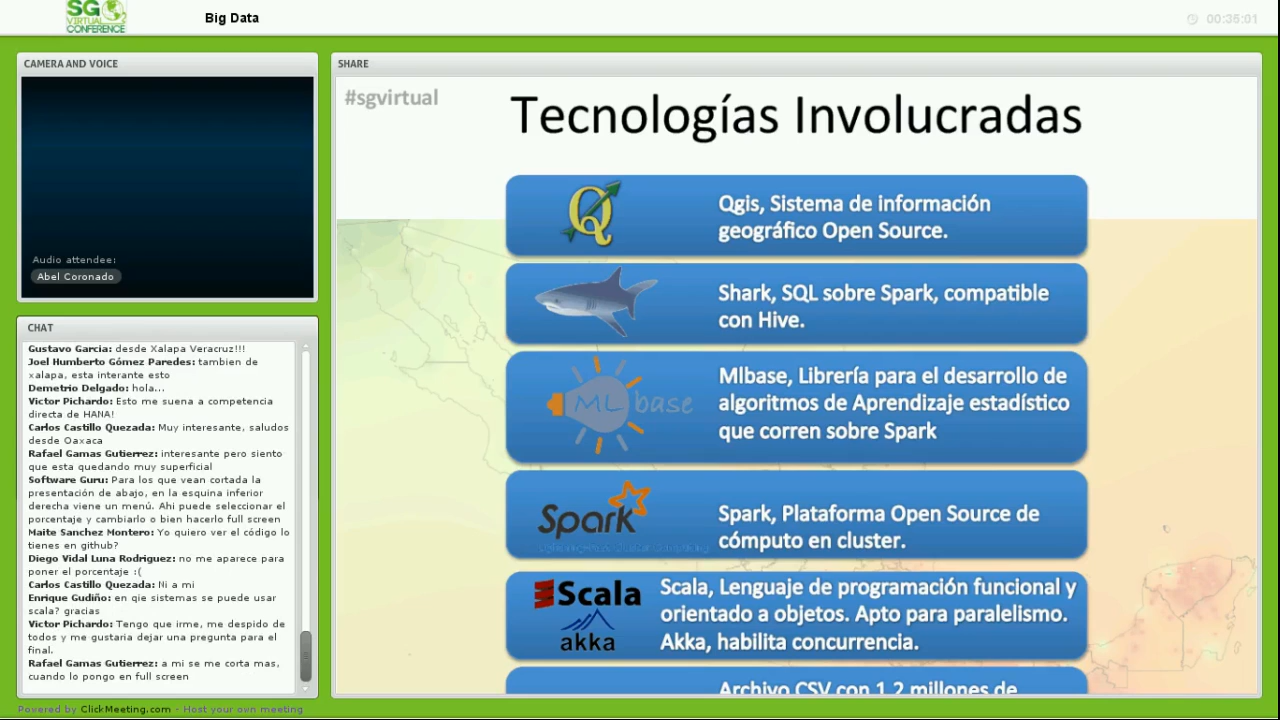 SG
VIRTUAL
CONFERENCE
Big Data
00:35:01
CAMERA AND VOICE
Audio attendee:
Abel Coronado
CHAT
Gustavo Garcia: desde Xalapa Veracruz!!!
Joel Humberto Gómez Paredes: tambien de
xalapa, esta interante esto
Demetrio Delgado: hola...
Victor Pichardo: Esto me suena a competencia
directa de HANA!
Carlos Castillo Quezada: Muy interesante, saludos
desde Oaxaca
Rafael Gamas Gutierrez: interesante pero siento
que esta quedando muy superficial
Software Guru: Para los que vean cortada la
presentación de abajo, en la esquina inferior
derecha viene un menú. Ahi puede seleccionar el
porcentaje y cambiarlo o bien hacerlo full screen
Maite Sanchez Montero: Yo quiero ver el código lo
tienes en github?
Diego Vidal Luna Rodriguez: no me aparece para
poner el porcentaje :(
Carlos Castillo Quezada: Ni a mi
Enrique Gudiño: en qie sistemas se puede usar
scala? gracias
Victor Pichardo: Tengo que irme, me despido de
todos y me gustaria dejar una pregunta para el
final.
Rafael Gamas Gutierrez: a mi se me corta mas,
cuando lo pongo en full screen
SHARE
#sgvirtual
Tecnologías Involucradas
Q
Qgis, Sistema de información
geográfico Open Source.
Shark, SQL sobre Spark, compatible
con Hive.
ML base
Mlbase, Librería para el desarrollo de
algoritmos de Aprendizaje estadístico
que corren sobre Spark
Spark
Spark, Plataforma Open Source de
cómputo en cluster.
Scala
akka
Scala, Lenguaje de programación funcional y
orientado a objetos. Apto para paralelismo.
Akka, habilita concurrencia.
Archivo CSV con 1.2 millones de
Powered by ClickMeeting.com - Host your own meeting